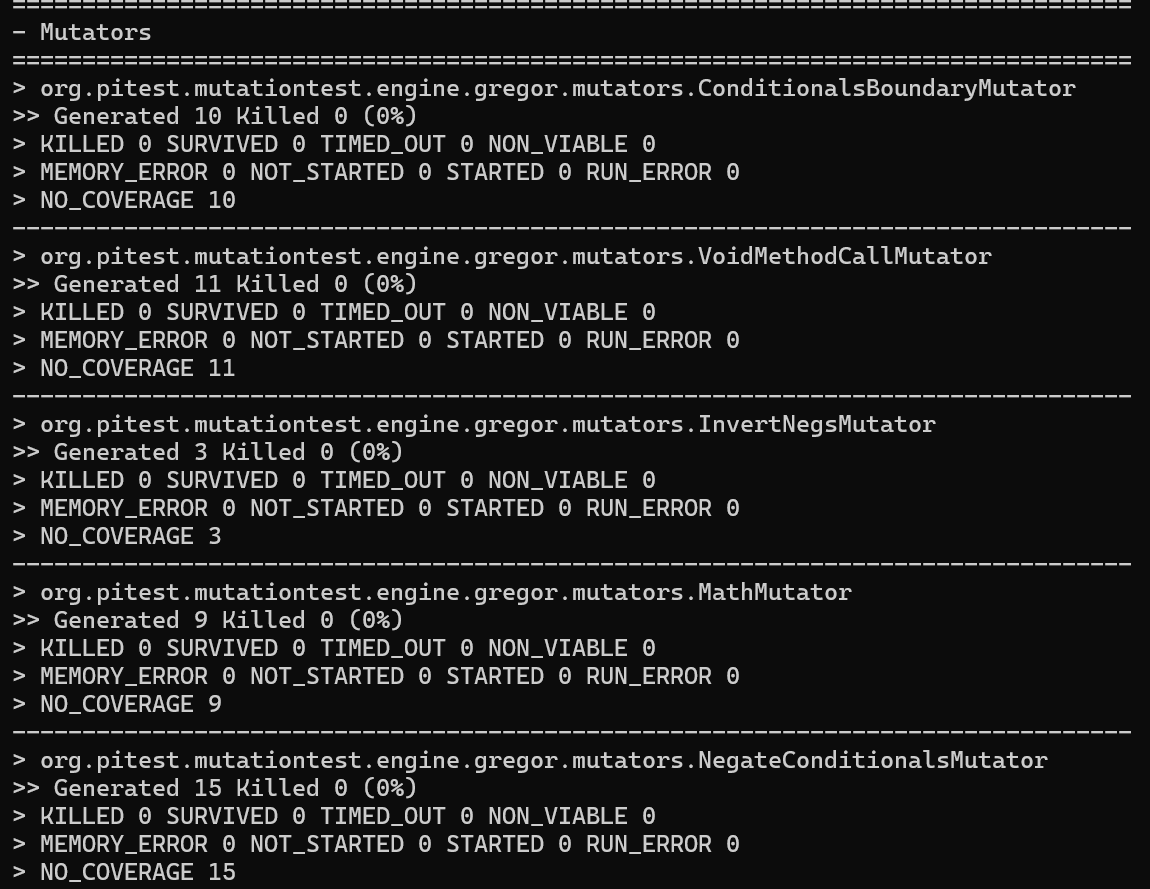 ================================================================================
- Mutators
================================================================================
> org.pitest.mutationtest.engine.gregor.mutators.ConditionalsBoundaryMutator
>> Generated 10 Killed 0 (0%)
> KILLED 0 SURVIVED 0 TIMED_OUT 0 NON_VIABLE 0
> MEMORY_ERROR 0 NOT_STARTED 0 STARTED 0 RUN_ERROR 0
> NO_COVERAGE 10
--------------------------------------------------------------------------------
> org.pitest.mutationtest.engine.gregor.mutators.VoidMethodCallMutator
>> Generated 11 Killed 0 (0%)
> KILLED 0 SURVIVED 0 TIMED_OUT 0 NON_VIABLE 0
> MEMORY_ERROR 0 NOT_STARTED 0 STARTED 0 RUN_ERROR 0
> NO_COVERAGE 11
--------------------------------------------------------------------------------
> org.pitest.mutationtest.engine.gregor.mutators.InvertNegsMutator
>> Generated 3 Killed 0 (0%)
> KILLED 0 SURVIVED 0 TIMED_OUT 0 NON_VIABLE 0
> MEMORY_ERROR 0 NOT_STARTED 0 STARTED 0 RUN_ERROR 0
> NO_COVERAGE 3
--------------------------------------------------------------------------------
> org.pitest.mutationtest.engine.gregor.mutators.MathMutator
>> Generated 9 Killed 0 (0%)
> KILLED 0 SURVIVED 0 TIMED_OUT 0 NON_VIABLE 0
> MEMORY_ERROR 0 NOT_STARTED 0 STARTED 0 RUN_ERROR 0
> NO_COVERAGE 9
--------------------------------------------------------------------------------
> org.pitest.mutationtest.engine.gregor.mutators.NegateConditionalsMutator
>> Generated 15 Killed 0 (0%)
> KILLED 0 SURVIVED 0 TIMED_OUT 0 NON_VIABLE 0
> MEMORY_ERROR 0 NOT_STARTED 0 STARTED 0 RUN_ERROR 0
> NO_COVERAGE 15